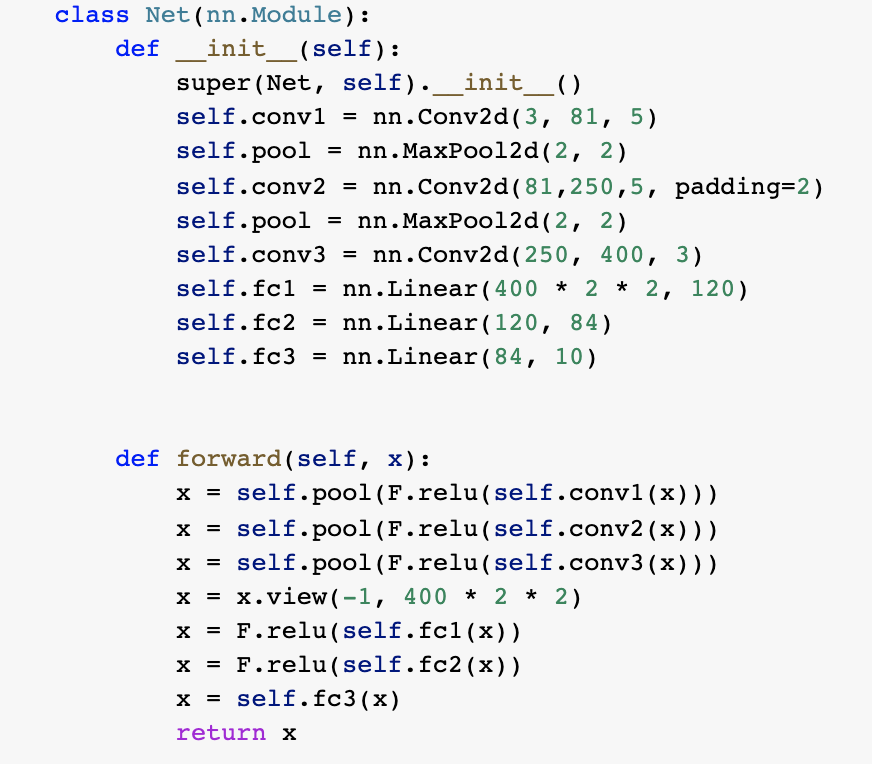 class Net(nn.Module):
    def __init__(self):
        super(Net, self).__init__()
        self.conv1 = nn.Conv2d(3, 81, 5)
        self.pool = nn.MaxPool2d(2, 2)
        self.conv2 = nn.Conv2d(81,250,5, padding=2)
        self.pool = nn.MaxPool2d(2, 2)
        self.conv3 = nn.Conv2d(250, 400, 3)
        self.fc1 = nn.Linear(400 * 2 * 2, 120)
        self.fc2 = nn.Linear(120, 84)
        self.fc3 = nn.Linear(84, 10)
    def forward(self, x):
        x = self.pool(F.relu(self.conv1(x)))
        x = self.pool(F.relu(self.conv2(x)))
        x = self.pool(F.relu(self.conv3(x)))
        x = x.view(-1, 400 * 2 * 2)
        x = F.relu(self.fc1(x))
        x = F.relu(self.fc2(x))
        x = self.fc3(x)
        return x